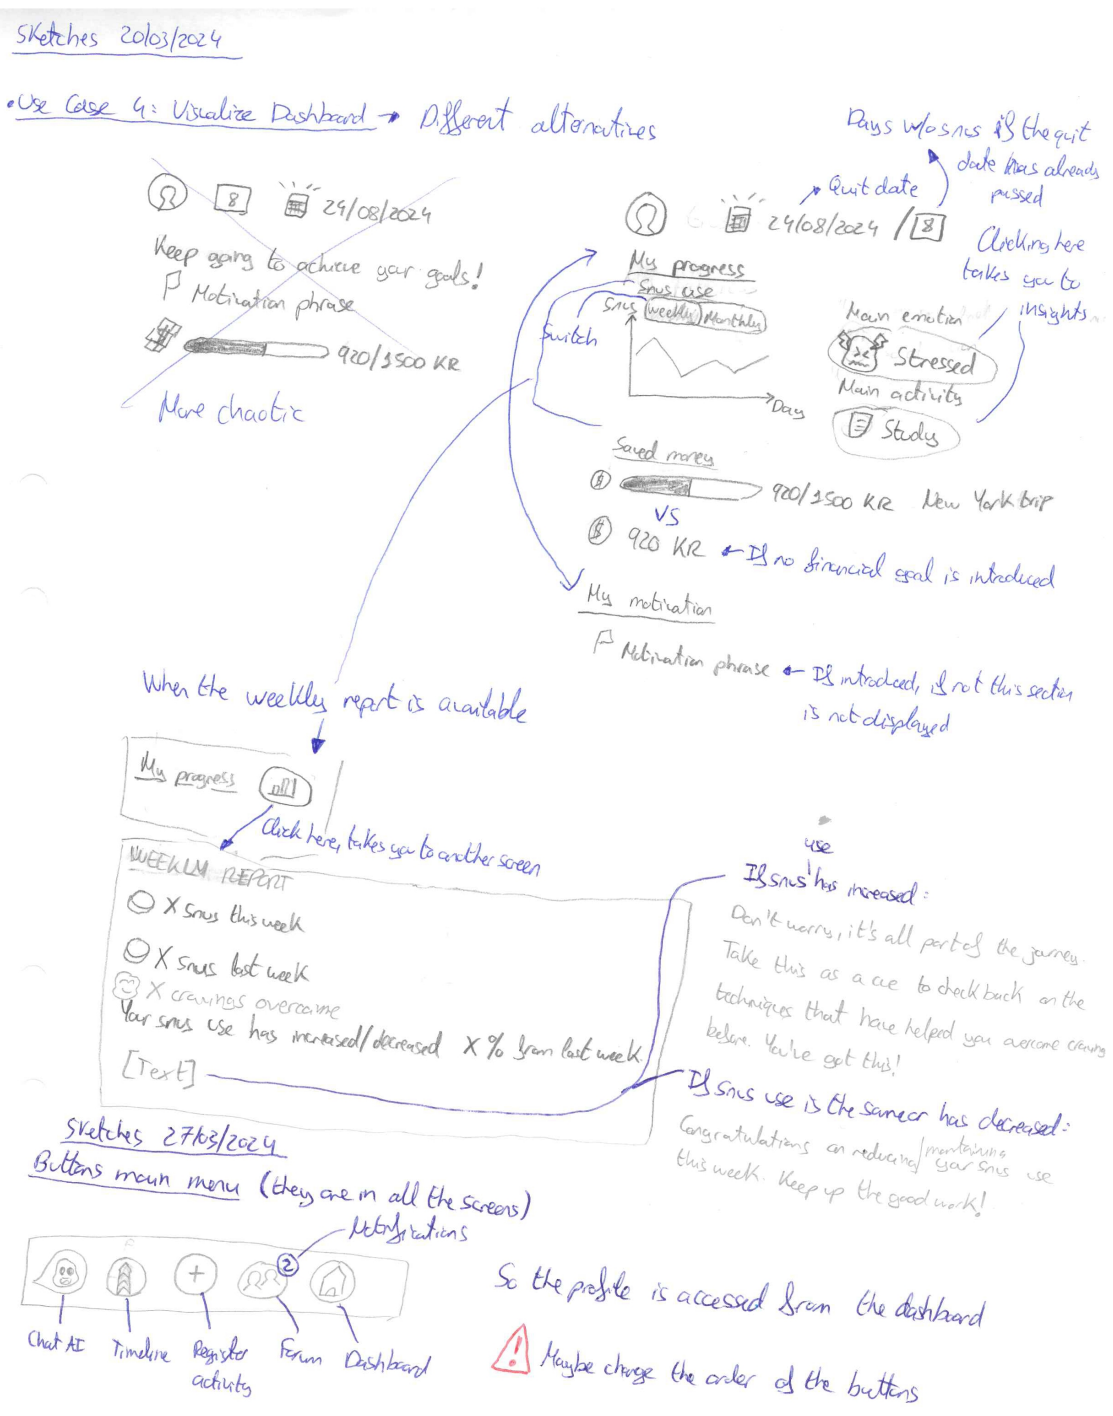 Sketches 20/03/2024
• Use Case 4: Visualize Dashboard → Different alternatives
8
24/08/2024
Keep going to achieve your goals!
Motivation phrase
920/1500 KR
More chaotic
Days w/o snus if the quit
date has already
passed
Quit date
24/08/2024 / 8
Clicking here
takes you to
insights
My progress
Snus use
Snus weekly Monthly
Switch
Day
Main emotion
Stressed
Main activity
Study
Saved money
$ 920/1500 KR New York trip
VS
$ 920 KR ← If no financial goal is introduced
My motivation
Motivation phrase ← If introduced, if not this section
is not displayed
When the weekly report is available
My progress
Click here, takes you to another screen
WEEKLY REPORT
X snus this week
X snus last week
X cravings overcame
Your snus use has increased/decreased X % from last week.
[Text]
use
If snus has increased:
Don't worry, it's all part of the journey.
Take this as a cue to check back on the
techniques that have helped you overcome craving
before. You've got this!
If snus use is the same or has decreased:
Congratulations on reducing/maintaining your snus use
this week. Keep up the good work!
Sketches 27/03/2024
Buttons main menu (they are in all the screens)
Notifications
2
+
Chat AI
Timeline
Register
activity
Forum
Dashboard
So the profile is accessed from the dashboard
! Maybe change the order of the buttons